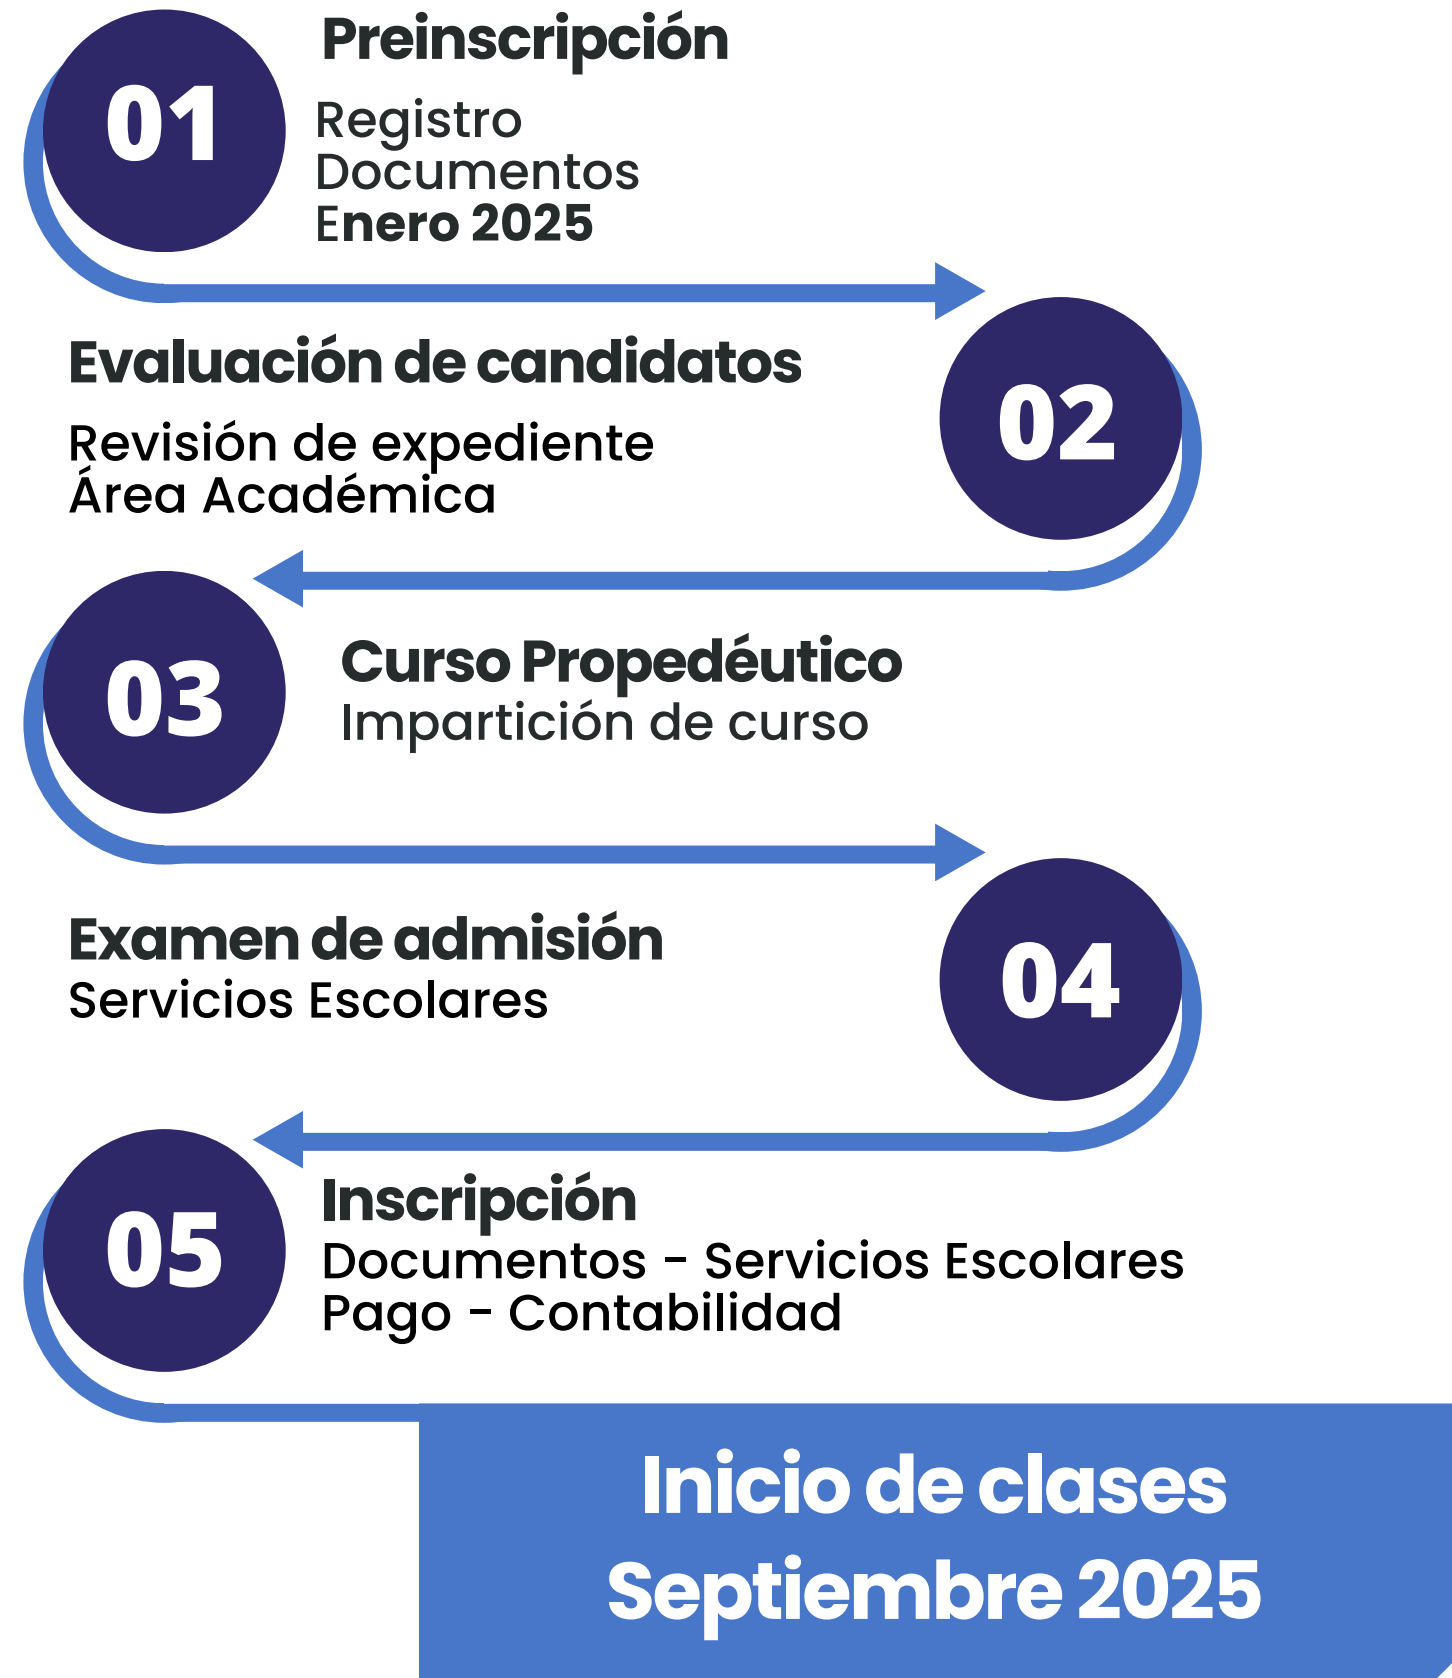 01
Preinscripción
Registro
Documentos
Enero 2025
Evaluación de candidatos
Revisión de expediente
Área Académica
02
03
Curso Propedéutico
Impartición de curso
Examen de admisión
Servicios Escolares
04
05
Inscripción
Documentos - Servicios Escolares
Pago - Contabilidad
Inicio de clases
Septiembre 2025